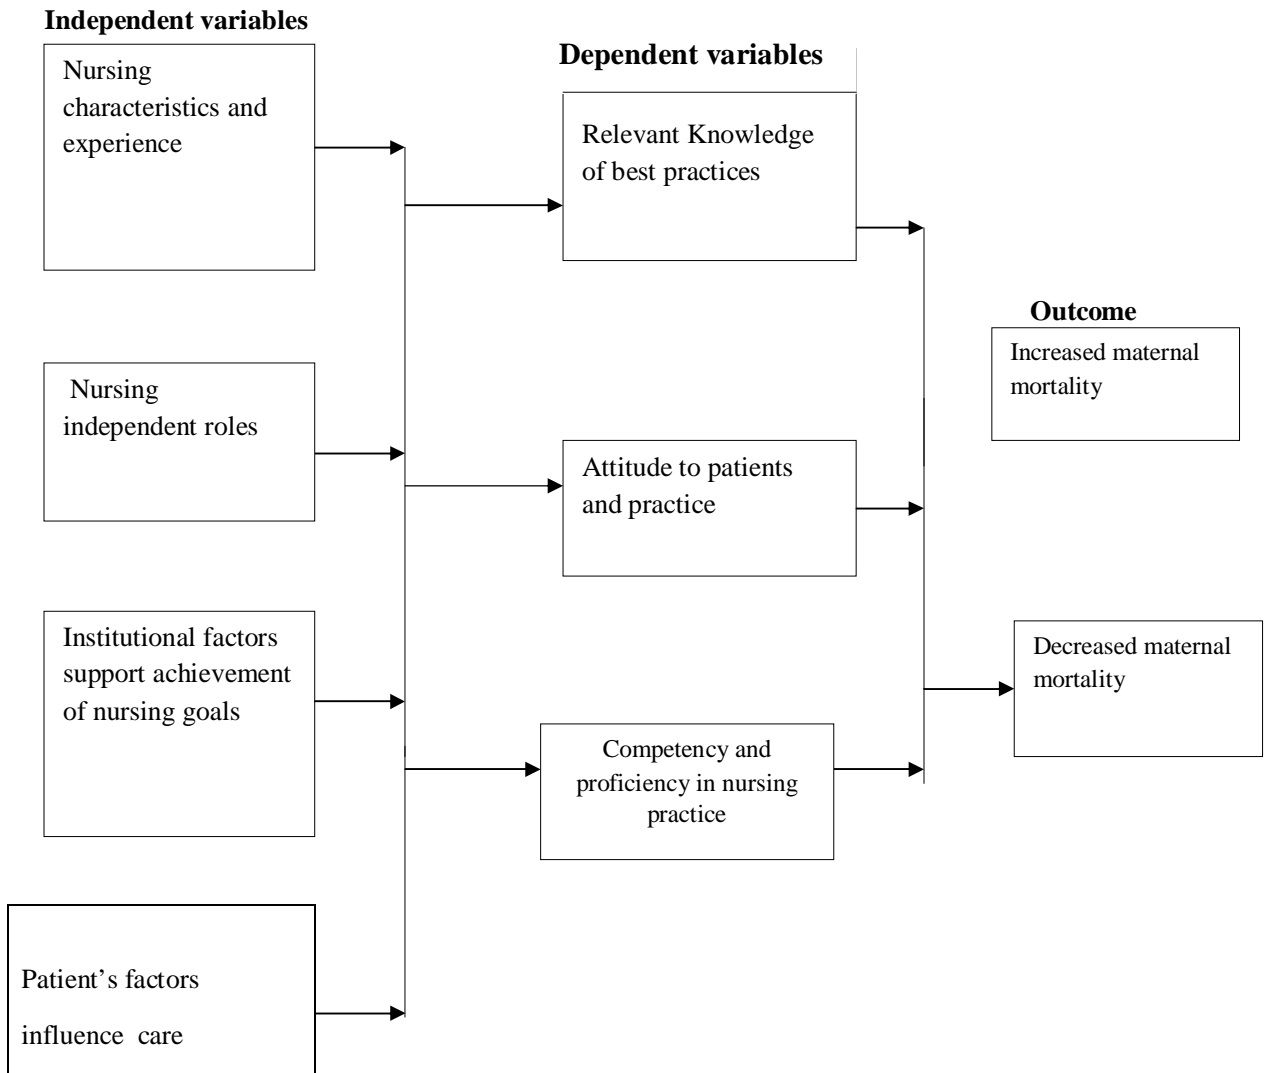 Independent variables
Nursing
characteristics and
experience
Nursing
independent roles
Institutional factors
support achievement
of nursing goals
Patient’s factors
influence care
Dependent variables
Relevant Knowledge
of best practices
Attitude to patients
and practice
Competency and
proficiency in nursing
practice
Outcome
Increased maternal
mortality
Decreased maternal
mortality